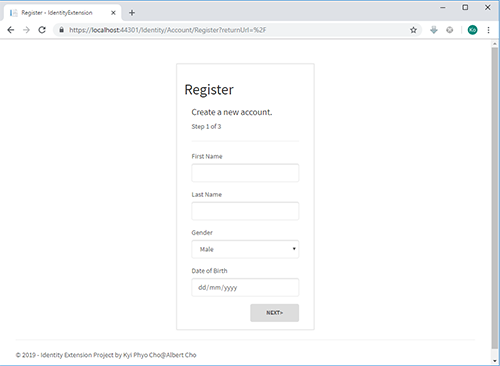 Register - IdentityExtension
https://localhost:44301/Identity/Account/Register?returnUrl=%2F
Ko
Register
Create a new account.
Step 1 of 3
First Name
Last Name
Gender
Male
Date of Birth
dd/mm/yyyy
NEXT»
© 2019 - Identity Extension Project by Kyi Phyo Cho@Albert Cho